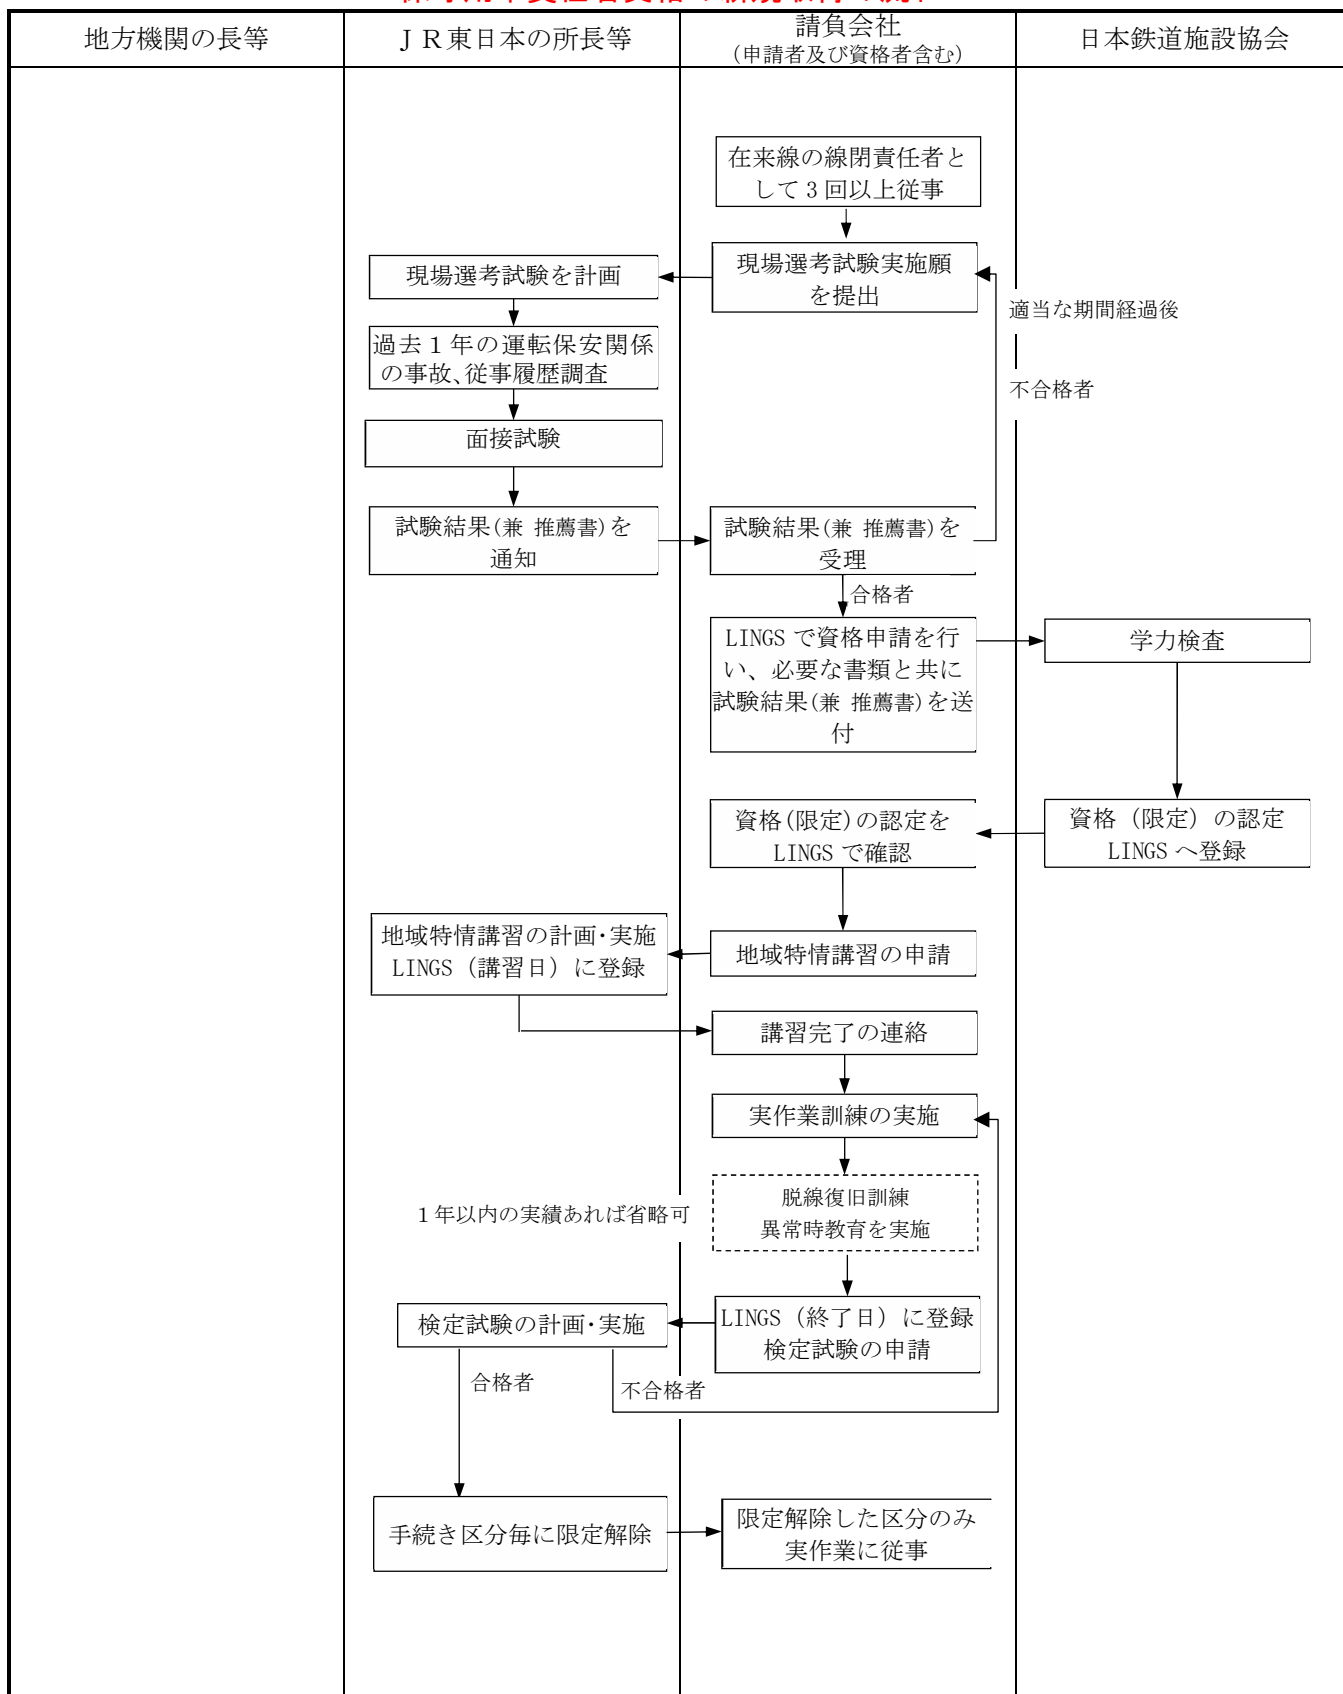 地方機関の長等
ＪＲ東日本の所長等
請負会社
(申請者及び資格者含む)
日本鉄道施設協会
在来線の線閉責任者と
して３回以上従事
現場選考試験実施願
を提出
現場選考試験を計画
適当な期間経過後
過去１年の運転保安関係
の事故、従事履歴調査
不合格者
面接試験
試験結果(兼 推薦書)を
通知
試験結果(兼 推薦書)を
受理
合格者
LINGS で資格申請を行
い、必要な書類と共に
試験結果(兼 推薦書)を送
付
学力検査
資格(限定)の認定を
LINGS で確認
資格（限定）の認定
LINGS へ登録
地域特情講習の計画･実施
LINGS（講習日）に登録
地域特情講習の申請
講習完了の連絡
実作業訓練の実施
１年以内の実績あれば省略可
脱線復旧訓練
異常時教育を実施
検定試験の計画･実施
LINGS（終了日）に登録
検定試験の申請
合格者
不合格者
手続き区分毎に限定解除
限定解除した区分のみ
実作業に従事